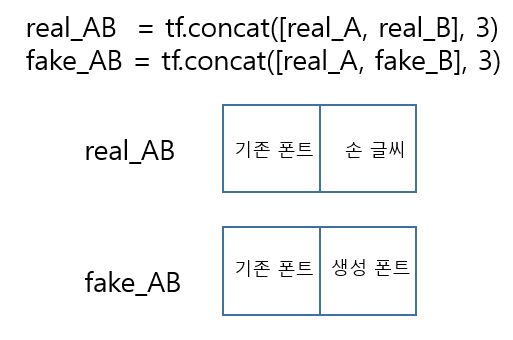 real_AB = tf.concat([real_A, real_B], 3)
fake_AB = tf.concat([real_A, fake_B], 3)
real_AB 기존 폰트 손 글씨
fake_AB 기존 폰트 생성 폰트